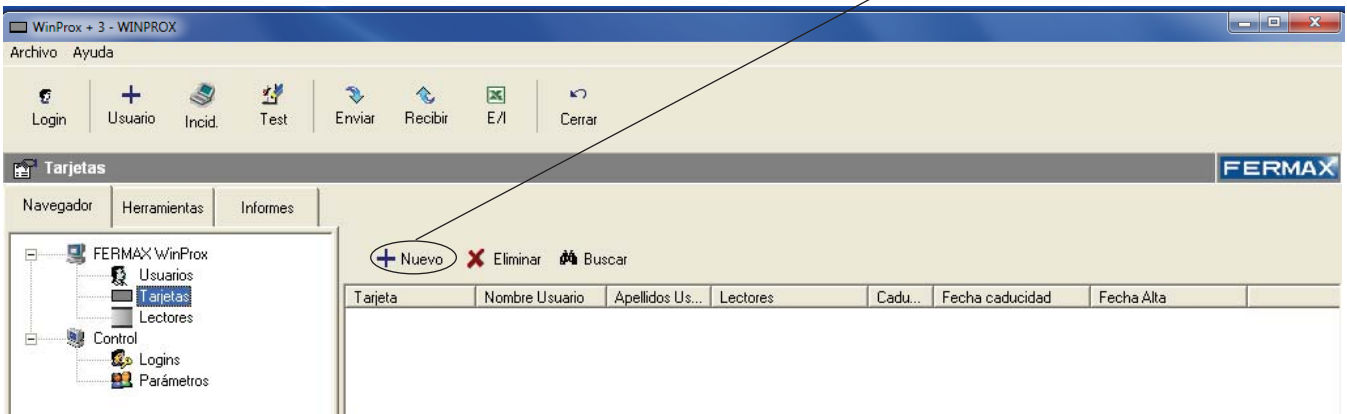 WinProx + 3 - WINPROX
Archivo Ayuda
Login Usuario Incid. Test Enviar Recibir E/I Cerrar
Tarjetas FERMAX
Navegador Herramientas Informes
Nuevo Eliminar Buscar
FERMAX WinProx
Usuarios
Tarjetas
Lectores
Control
Logins
Parámetros
Tarjeta Nombre Usuario Apellidos Us... Lectores Cadu... Fecha caducidad Fecha Alta